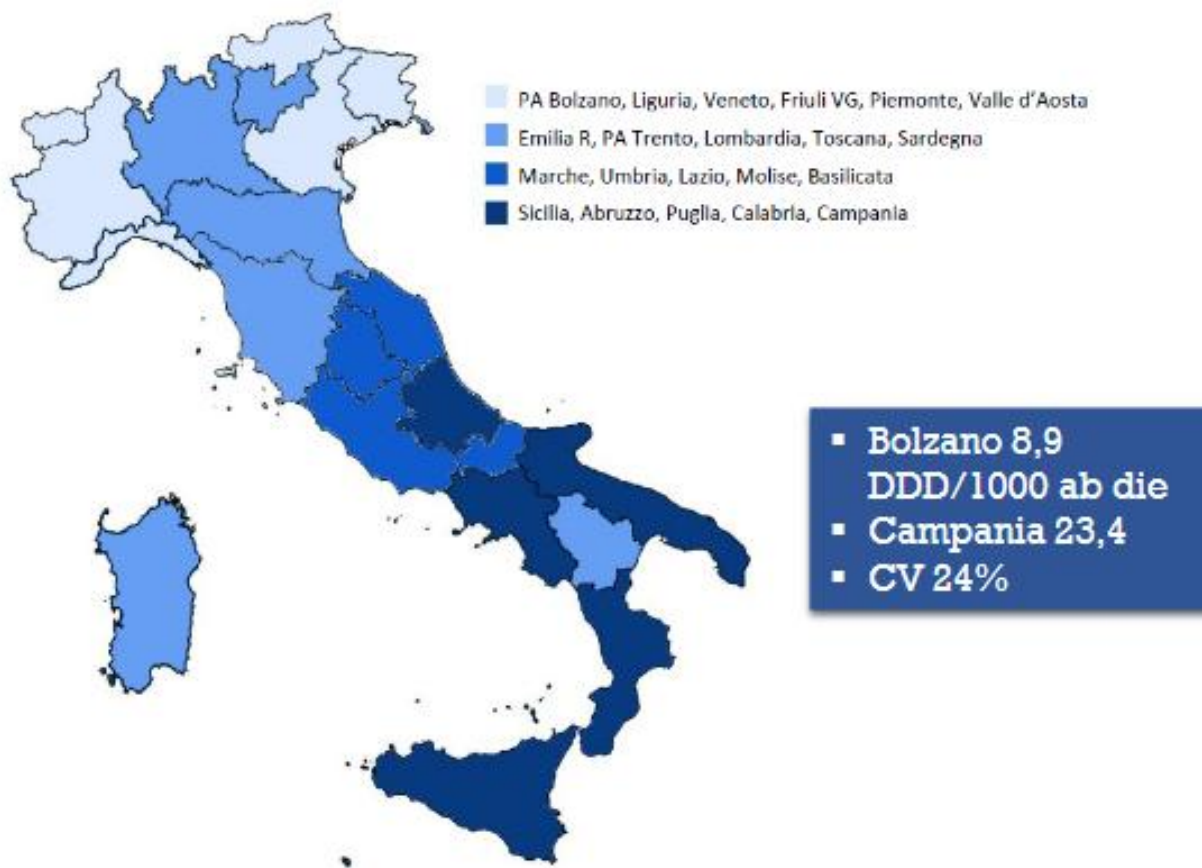 PA Bolzano, Liguria, Veneto, Friuli VG, Piemonte, Valle d'Aosta
Emilia R, PA Trento, Lombardia, Toscana, Sardegna
Marche, Umbria, Lazio, Molise, Basilicata
Sicilia, Abruzzo, Puglia, Calabria, Campania
▪ Bolzano 8,9
DDD/1000 ab die
▪ Campania 23,4
▪ CV 24%